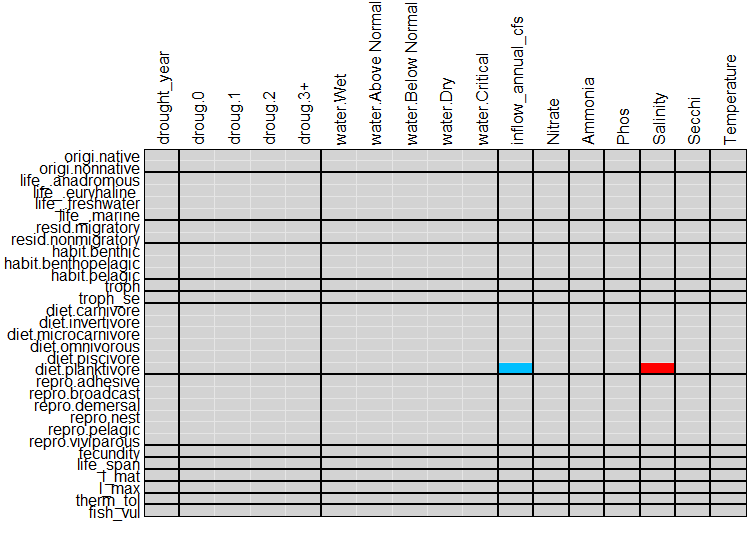 drought_year
droug.0
droug.1
droug.2
droug.3+
water.Wet
water.Above Normal
water.Below Normal
water.Dry
water.Critical
inflow_annual_cfs
Nitrate
Ammonia
Phos
Salinity
Secchi
Temperature
origi.native
origi.nonnative
life_.anadromous
life_.euryhaline
life_.freshwater
life_.marine
resid.migratory
resid.nonmigratory
habit.benthic
habit.benthopelagic
habit.pelagic
troph
troph_se
diet.carnivore
diet.invertivore
diet.microcarnivore
diet.omnivorous
diet.piscivore
diet.planktivore
repro.adhesive
repro.broadcast
repro.demersal
repro.nest
repro.pelagic
repro.viviparous
fecundity
life_span
l_mat
l_max
therm_to
fish_vul